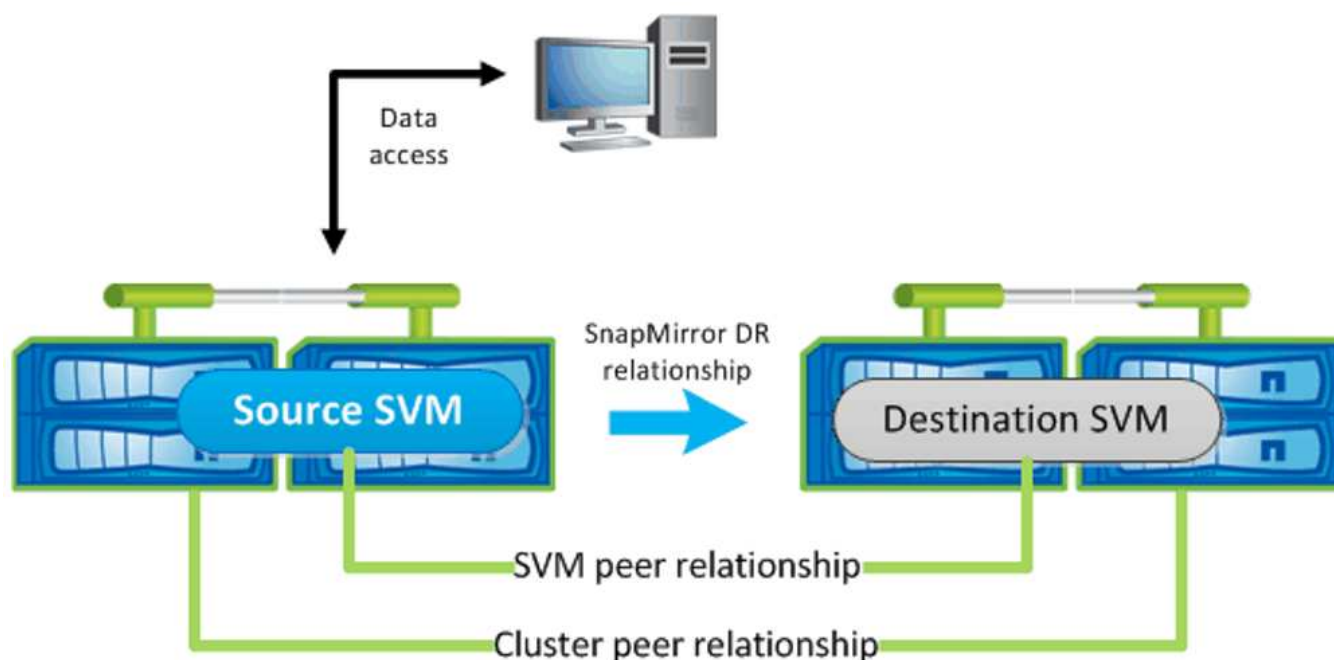 Data
access
SnapMirror DR
relationship
Source SVM
Destination SVM
SVM peer relationship
Cluster peer relationship